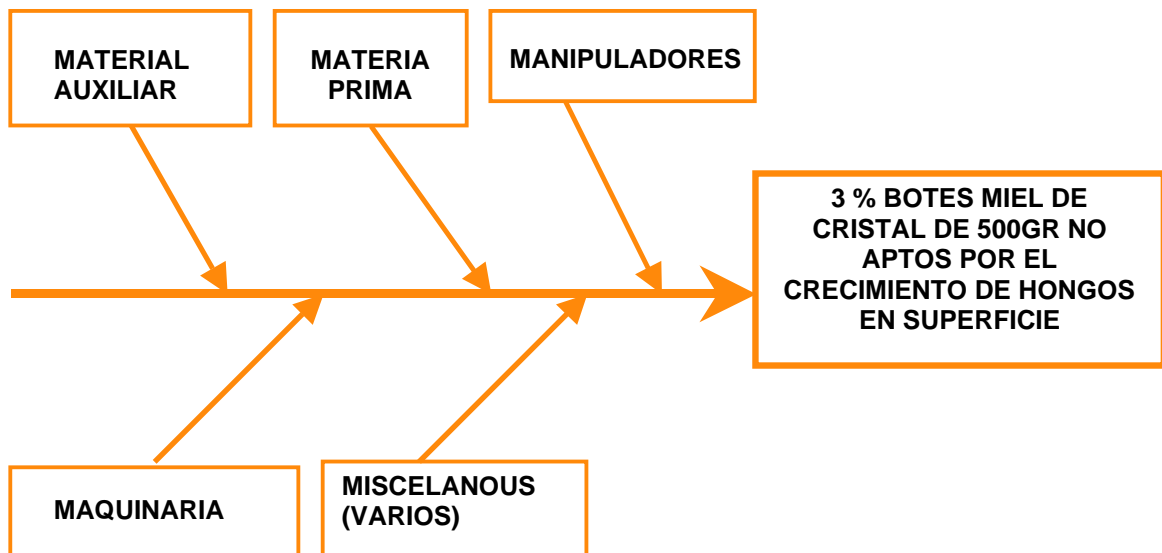 MATERIAL
AUXILIAR
MATERIA
PRIMA
MANIPULADORES
3 % BOTES MIEL DE
CRISTAL DE 500GR NO
APTOS POR EL
CRECIMIENTO DE HONGOS
EN SUPERFICIE
MAQUINARIA
MISCELANOUS
(VARIOS)